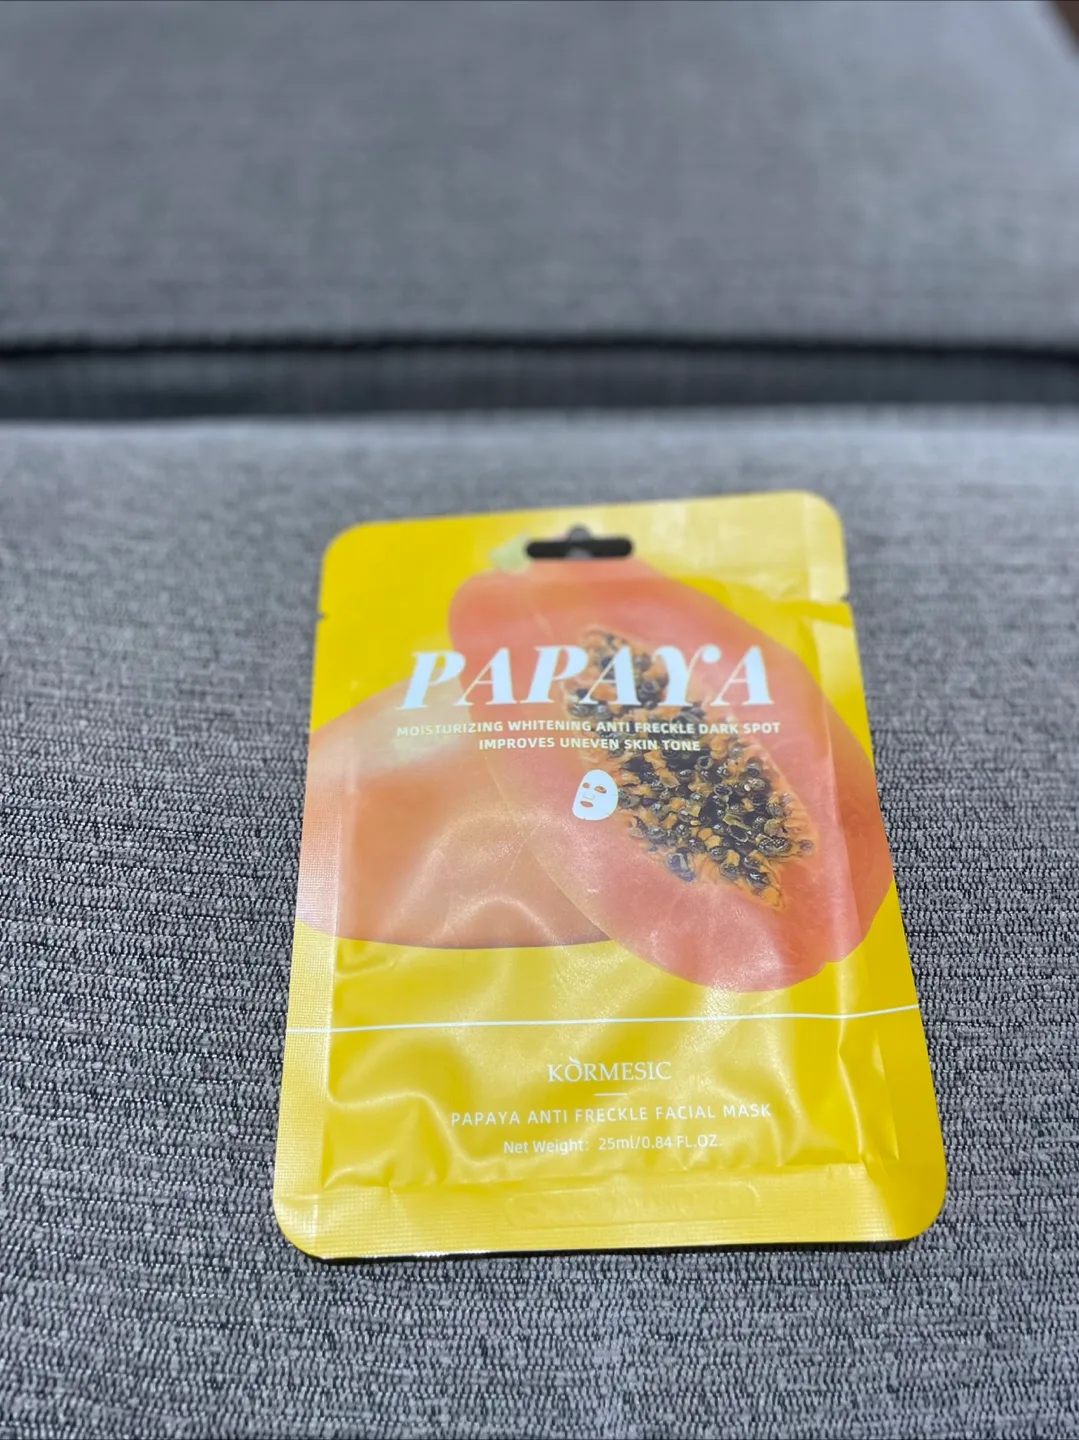 PAPAYA
MOISTURIZING WHITENING ANTI FRECKLE DARK SPOT
IMPROVES UNEVEN SKIN TONE
KÒRMESIC
PAPAYA ANTI FRECKLE FACIAL MASK
Net Weight: 25ml/0.84 FL.OZ.